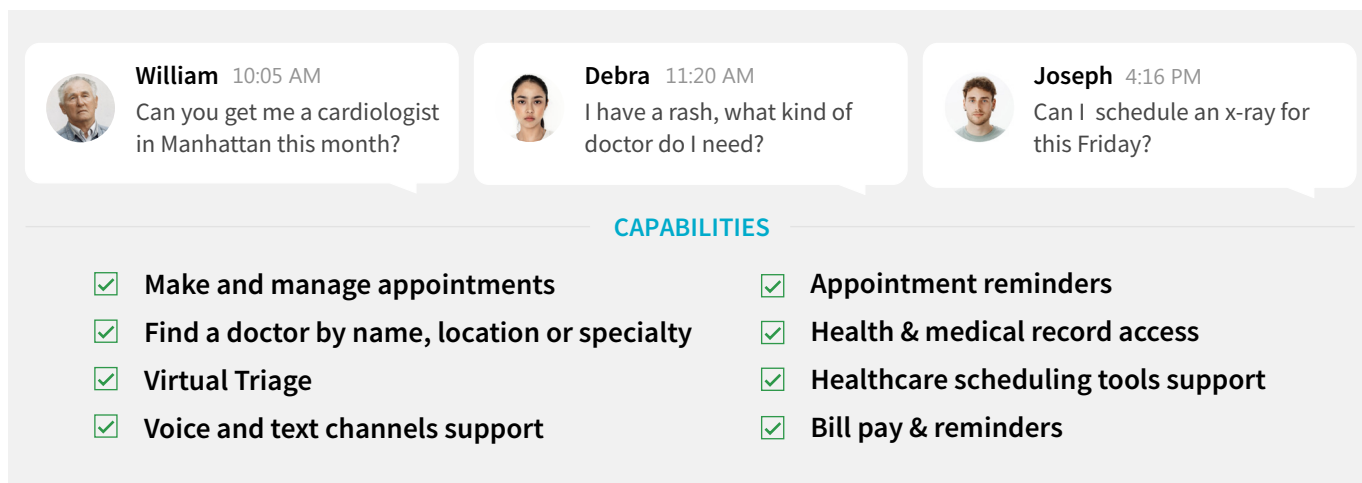 William 10:05 AM
Can you get me a cardiologist
in Manhattan this month?
Debra 11:20 AM
I have a rash, what kind of
doctor do I need?
Joseph 4:16 PM
Can I  schedule an x-ray for
this Friday?
CAPABILITIES
Make and manage appointments
Find a doctor by name, location or specialty
Virtual Triage
Voice and text channels support
Appointment reminders
Health & medical record access
Healthcare scheduling tools support
Bill pay & reminders